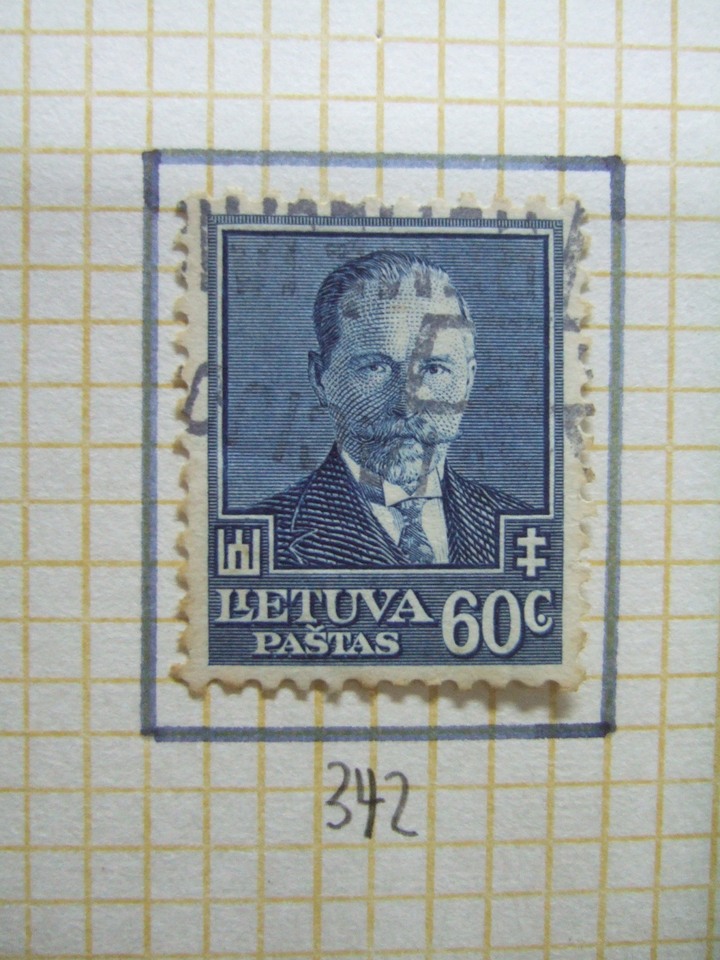 LIETUVA
PAŠTAS
60C
342